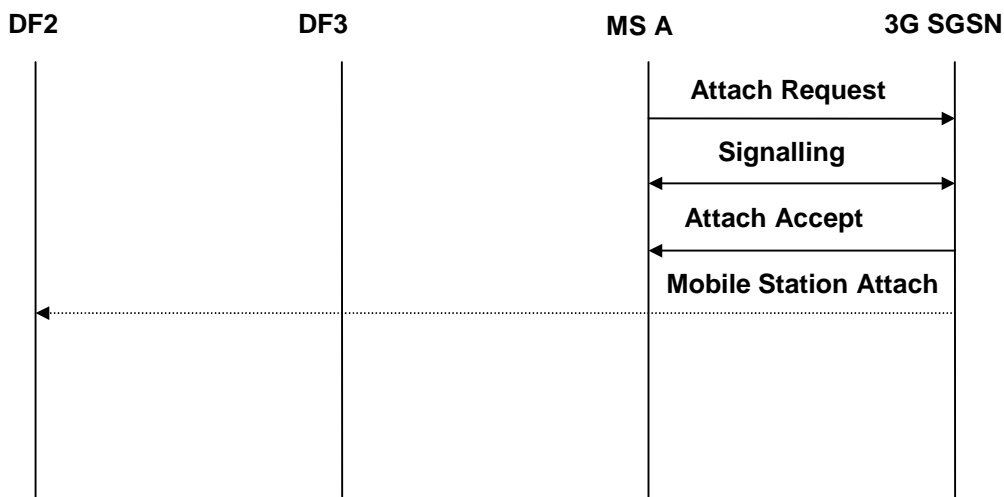 DF2 DF3 MS A 3G SGSN
Attach Request
Signalling
Attach Accept
Mobile Station Attach